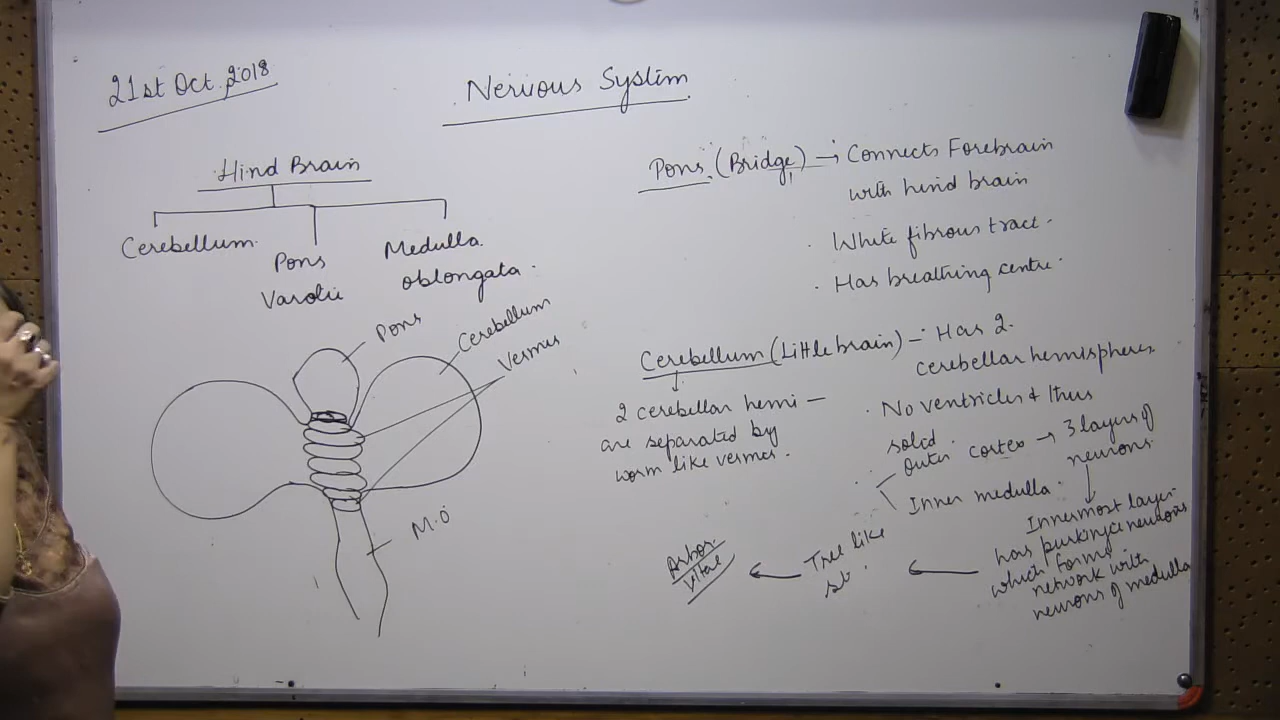 21st Oct, 2018
Nervous System
Hind Brain
Cerebellum
Pons
Varolii
Medulla
oblongata.
Pons
Cerebellum
Vermis
M.O
Pons (Bridge) → Connects Forebrain
with hind brain
. White fibrous tract.
. Has breathing centre.
Cerebellum (Little brain) – Has 2
cerebellar hemispheres.
2 cerebellar hemi –
are separated by
worm like vermis.
. No ventricles & thus
solid.
. Outer cortex → 3 layers of
neurons.
Inner medulla.
Innermost layer
has purkinje neurons
which forms
network with
neurons of medulla
Tree like
st.
Arbor
vitae